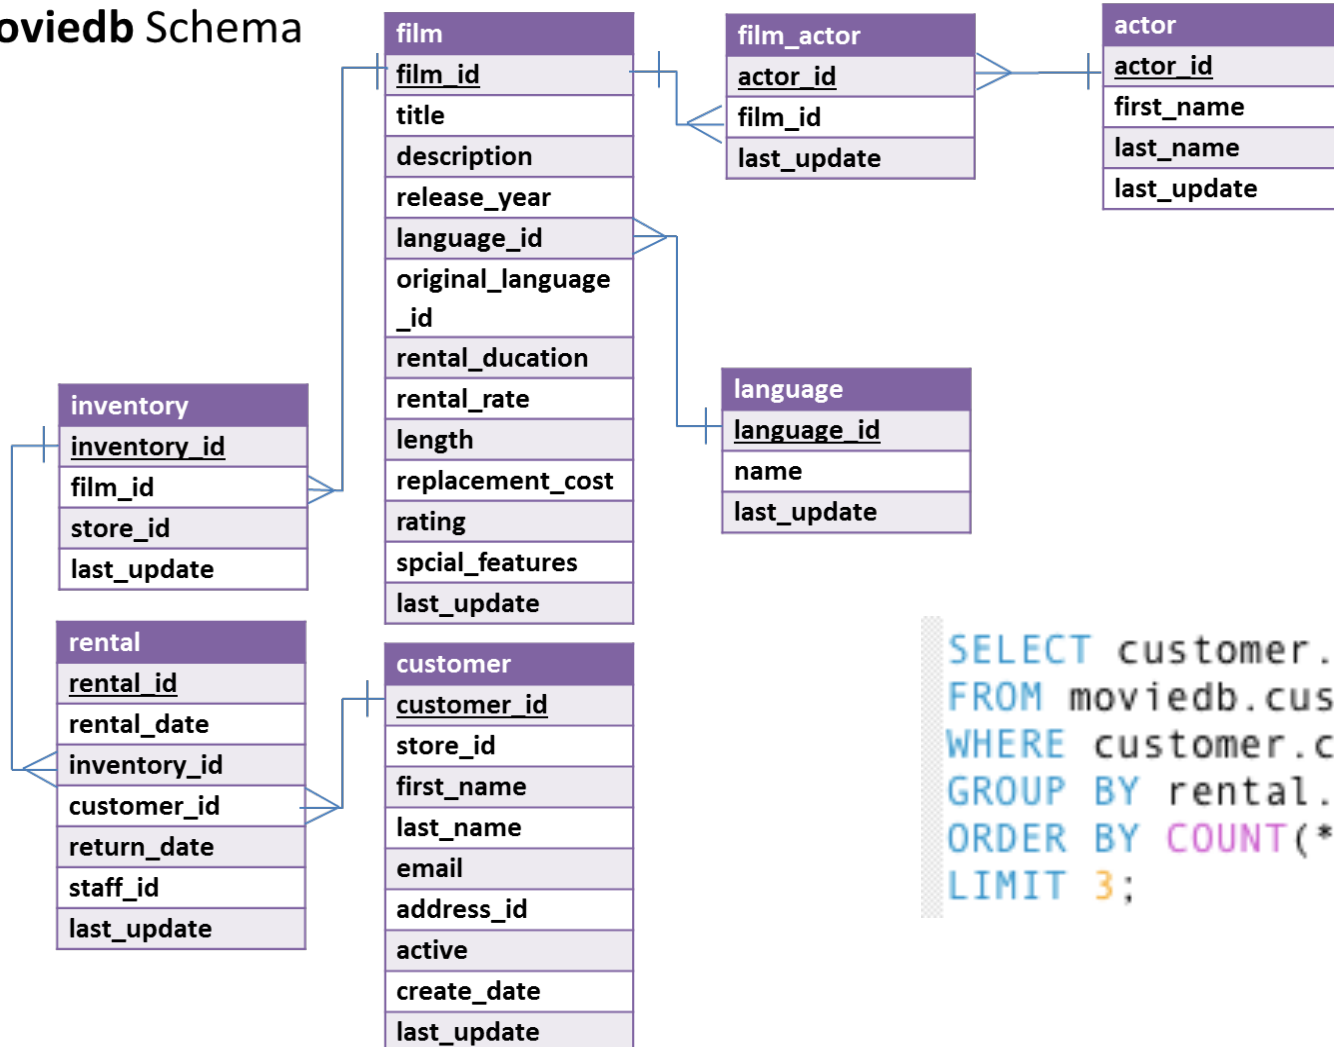 oviedb Schema
film
film_id
title
description
release_year
language_id
original_language
_id
rental_ducation
rental_rate
length
replacement_cost
rating
spcial_features
last_update
film_actor
actor_id
film_id
last_update
actor
actor_id
first_name
last_name
last_update
language
language_id
name
last_update
inventory
inventory_id
film_id
store_id
last_update
rental
rental_id
rental_date
inventory_id
customer_id
return_date
staff_id
last_update
customer
customer_id
store_id
first_name
last_name
email
address_id
active
create_date
last_update
SELECT customer.
FROM moviedb.cus
WHERE customer.c
GROUP BY rental.
ORDER BY COUNT(*
LIMIT 3;